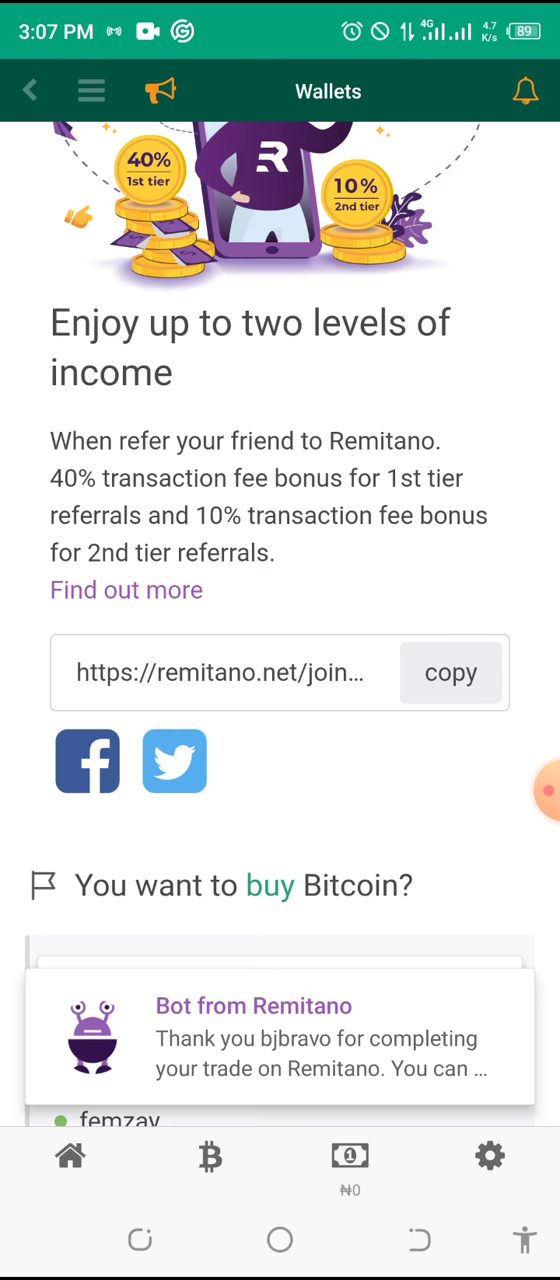 3:07 PM
4G
4.7
K/s
89
Wallets
40%
1st tier
R
10%
2nd tier
Enjoy up to two levels of
income
When refer your friend to Remitano.
40% transaction fee bonus for 1st tier
referrals and 10% transaction fee bonus
for 2nd tier referrals.
Find out more
https://remitano.net/join...
copy
You want to buy Bitcoin?
Bot from Remitano
Thank you bjbravo for completing
your trade on Remitano. You can ...
femzay
₦0